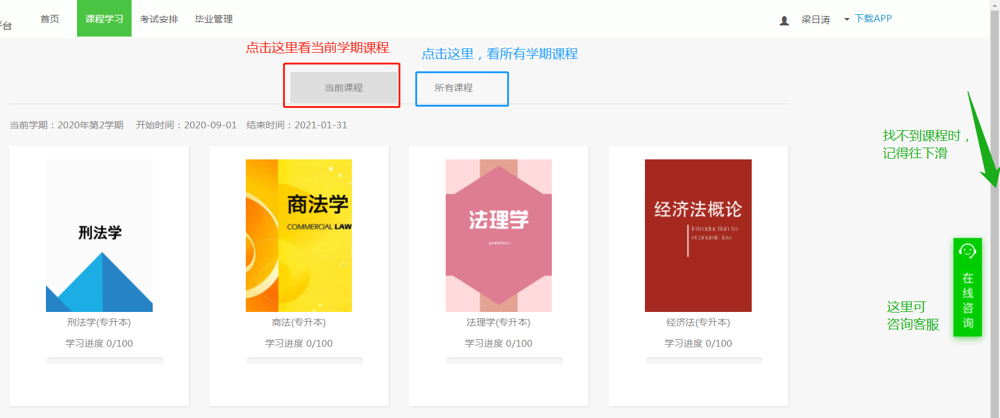 平台
首页
课程学习
考试安排
毕业管理
梁日涛
下载APP
点击这里看当前学期课程
点击这里，看所有学期课程
当前课程
所有课程
当前学期：2020年第2学期 开始时间：2020-09-01 结束时间：2021-01-31
找不到课程时，
记得往下滑
刑法学
商法学
COMMERCIAL LAW
法理学
jurimetrics
经济法概论
Introduction to
economic law
刑法学(专升本)
商法(专升本)
法理学(专升本)
经济法(专升本)
学习进度 0/100
学习进度 0/100
学习进度 0/100
学习进度 0/100
这里可
咨询客服
在线咨询